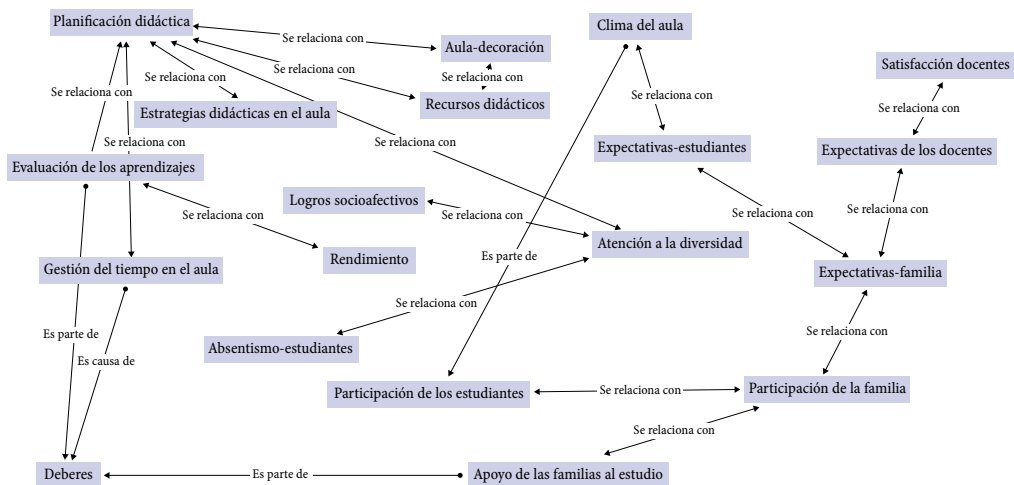 Planificación didáctica
Clima del aula
Se relaciona con
Aula-decoración
Satisfacción docentes
Se relaciona con
Se relaciona con
Se relaciona con
Se relaciona con
Se relaciona con
Recursos didácticos
Se relaciona con
Estrategias didácticas en el aula
Se relaciona con
Se relaciona con
Expectativas-estudiantes
Expectativas de los docentes
Evaluación de los aprendizajes
Logros socioafectivos
Se relaciona con
Se relaciona con
Se relaciona con
Se relaciona con
Atención a la diversidad
Es parte de
Rendimiento
Gestión del tiempo en el aula
Expectativas-familia
Se relaciona con
Es parte de
Se relaciona con
Absentismo-estudiantes
Es causa de
Participación de los estudiantes
Se relaciona con
Participación de la familia
Se relaciona con
Deberes
Es parte de
Apoyo de las familias al estudio